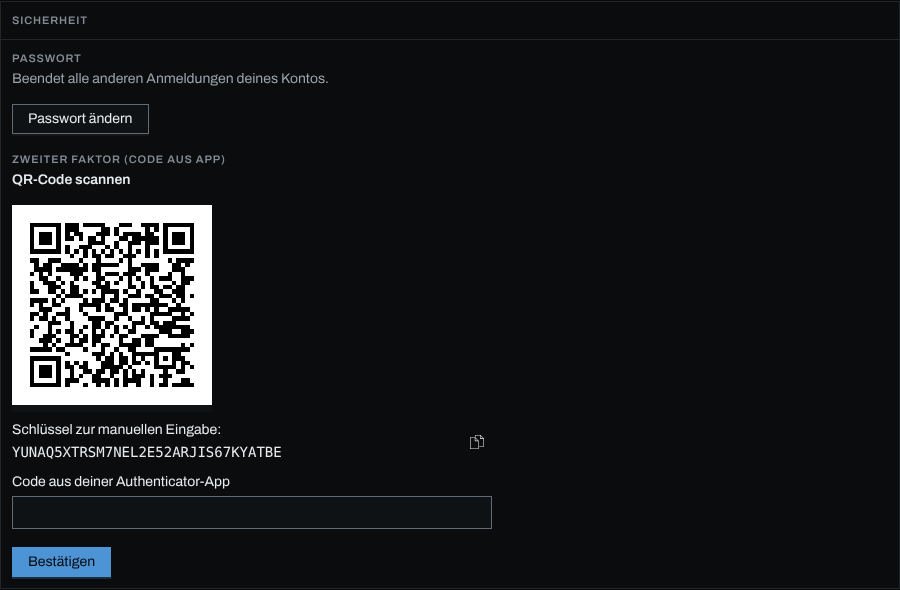 SICHERHEIT
PASSWORT
Beendet alle anderen Anmeldungen deines Kontos.
Passwort ändern
ZWEITER FAKTOR (CODE AUS APP)
QR-Code scannen
Schlüssel zur manuellen Eingabe:
YUNAQ5XTRSM7NEL2E52ARJIS67KYATBE
Code aus deiner Authenticator-App
Bestätigen